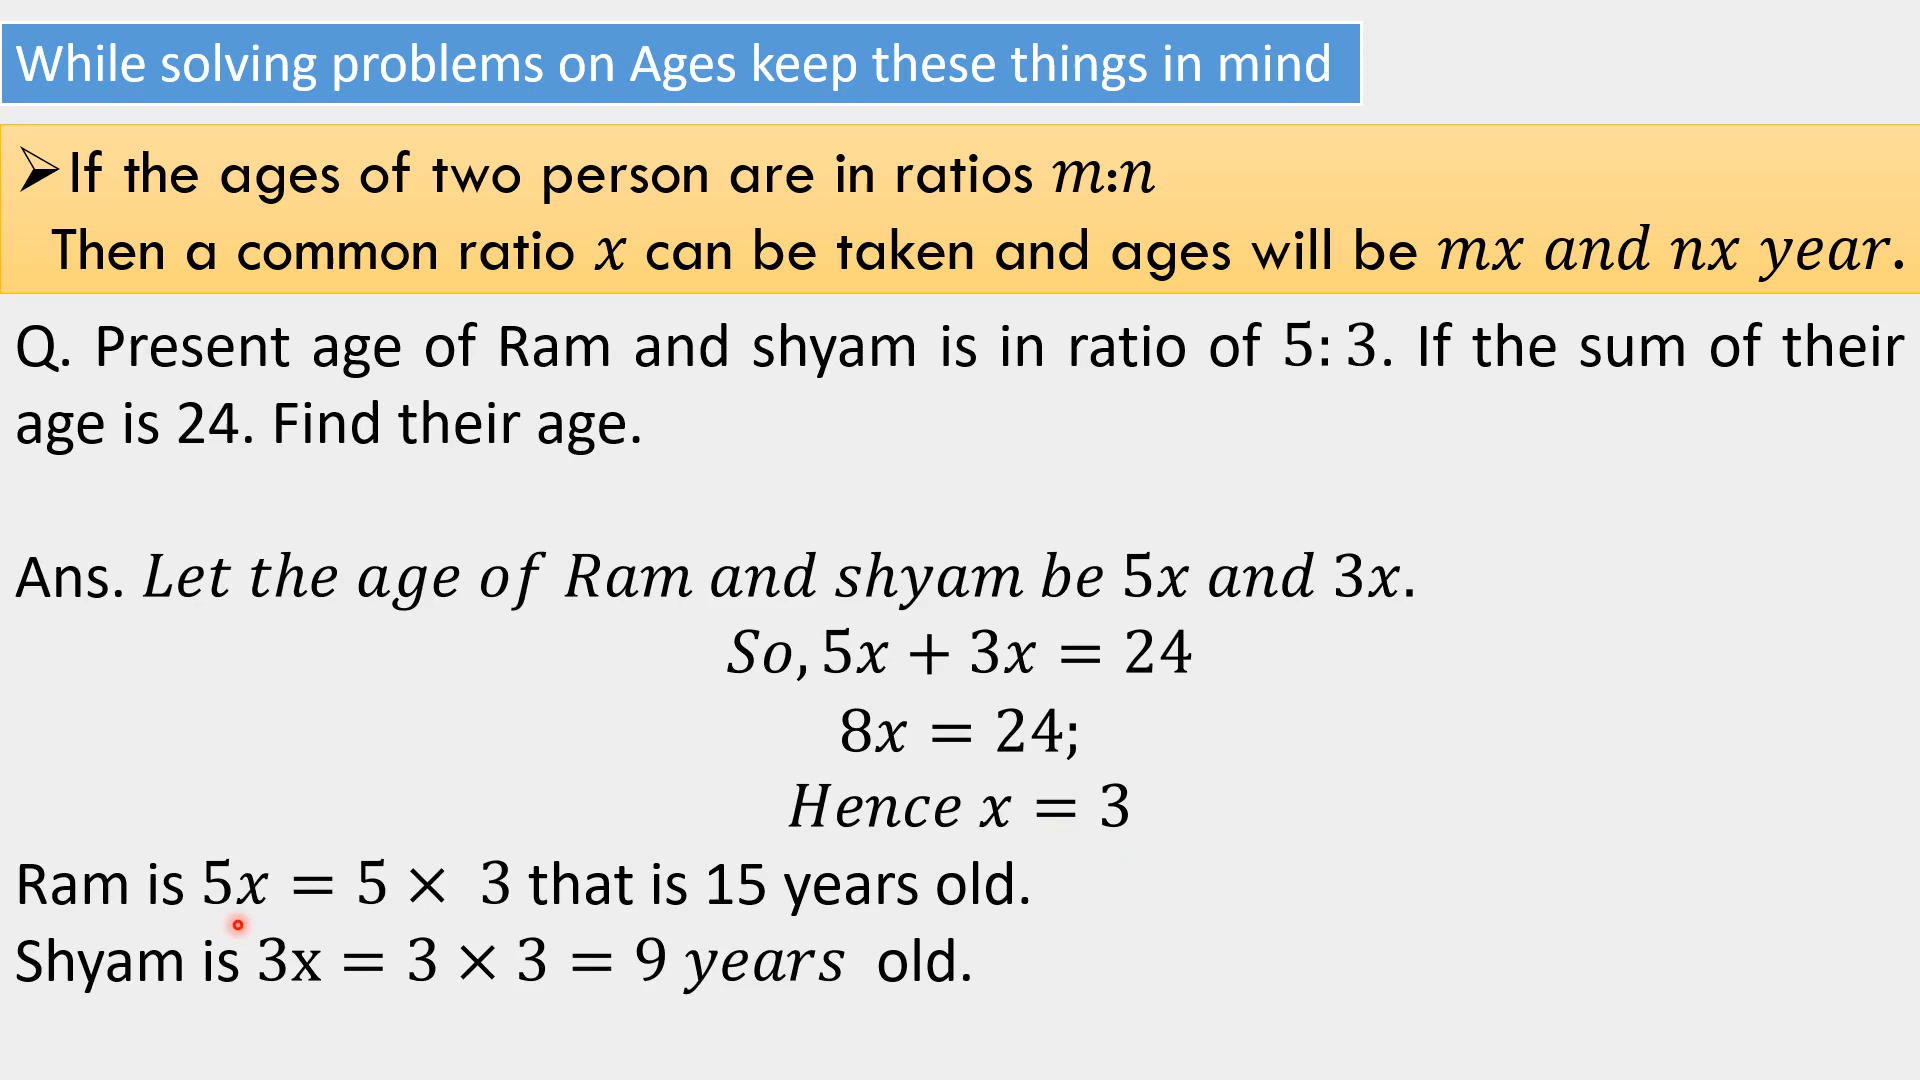 While solving problems on Ages keep these things in mind
➢If the ages of two person are in ratios m:n
Then a common ratio x can be taken and ages will be mx and nx year.
Q. Present age of Ram and shyam is in ratio of 5: 3. If the sum of their
age is 24. Find their age.
Ans. Let the age of Ram and shyam be 5x and 3x.
So, 5x + 3x = 24
8x = 24;
Hence x = 3
Ram is 5x = 5 × 3 that is 15 years old.
Shyam is 3x = 3 × 3 = 9 years old.